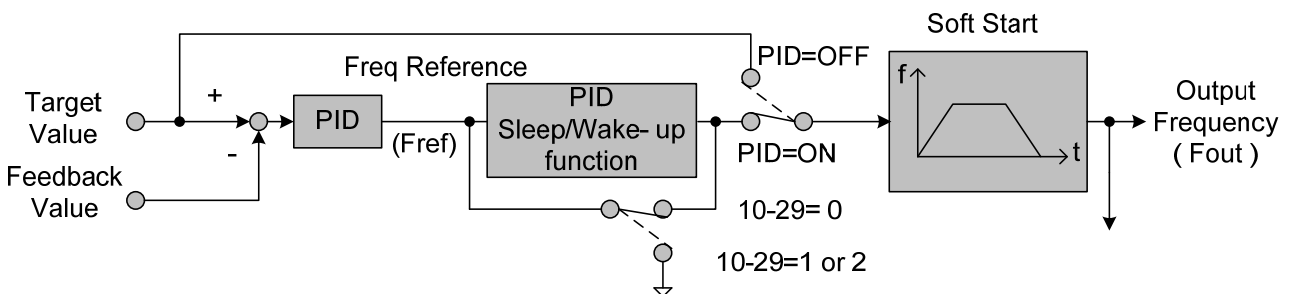 Soft Start
PID=OFF
Freq Reference
Target
Value
+
-
PID
(Fref)
PID
Sleep/Wake- up
function
PID=ON
f
t
Output
Frequency
( Fout )
Feedback
Value
10-29= 0
10-29=1 or 2